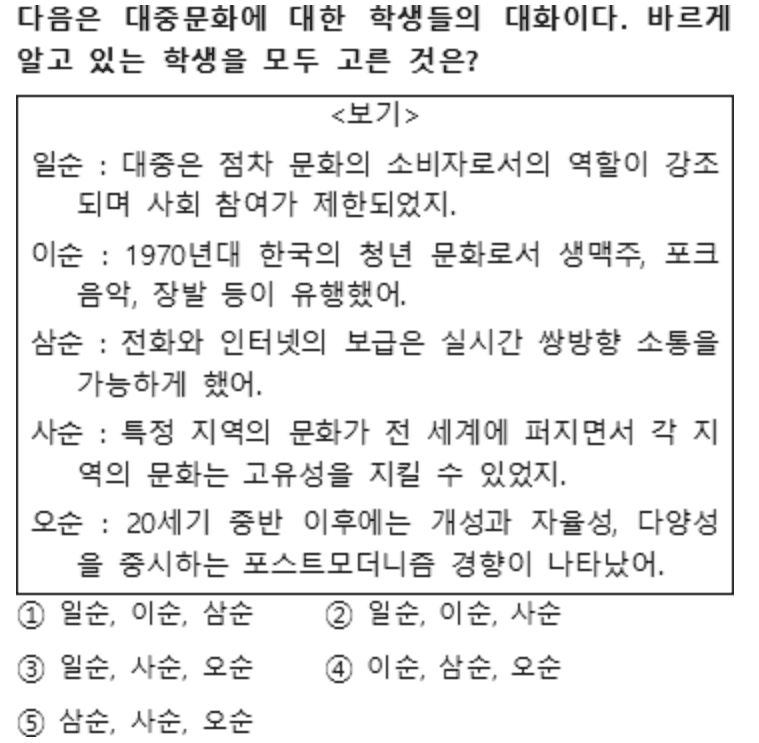 다음은 대중문화에 대한 학생들의 대화이다. 바르게
알고 있는 학생을 모두 고른 것은?
<보기>
일순 : 대중은 점차 문화의 소비자로서의 역할이 강조
되며 사회 참여가 제한되었지.
이순 : 1970년대 한국의 청년 문화로서 생맥주, 포크
음악, 장발 등이 유행했어.
삼순 : 전화와 인터넷의 보급은 실시간 쌍방향 소통을
가능하게 했어.
사순 : 특정 지역의 문화가 전 세계에 퍼지면서 각 지
역의 문화는 고유성을 지킬 수 있었지.
오순 : 20세기 중반 이후에는 개성과 자율성, 다양성
을 중시하는 포스트모더니즘 경향이 나타났어.
① 일순, 이순, 삼순 ② 일순, 이순, 사순
③ 일순, 사순, 오순 ④ 이순, 삼순, 오순
⑤ 삼순, 사순, 오순